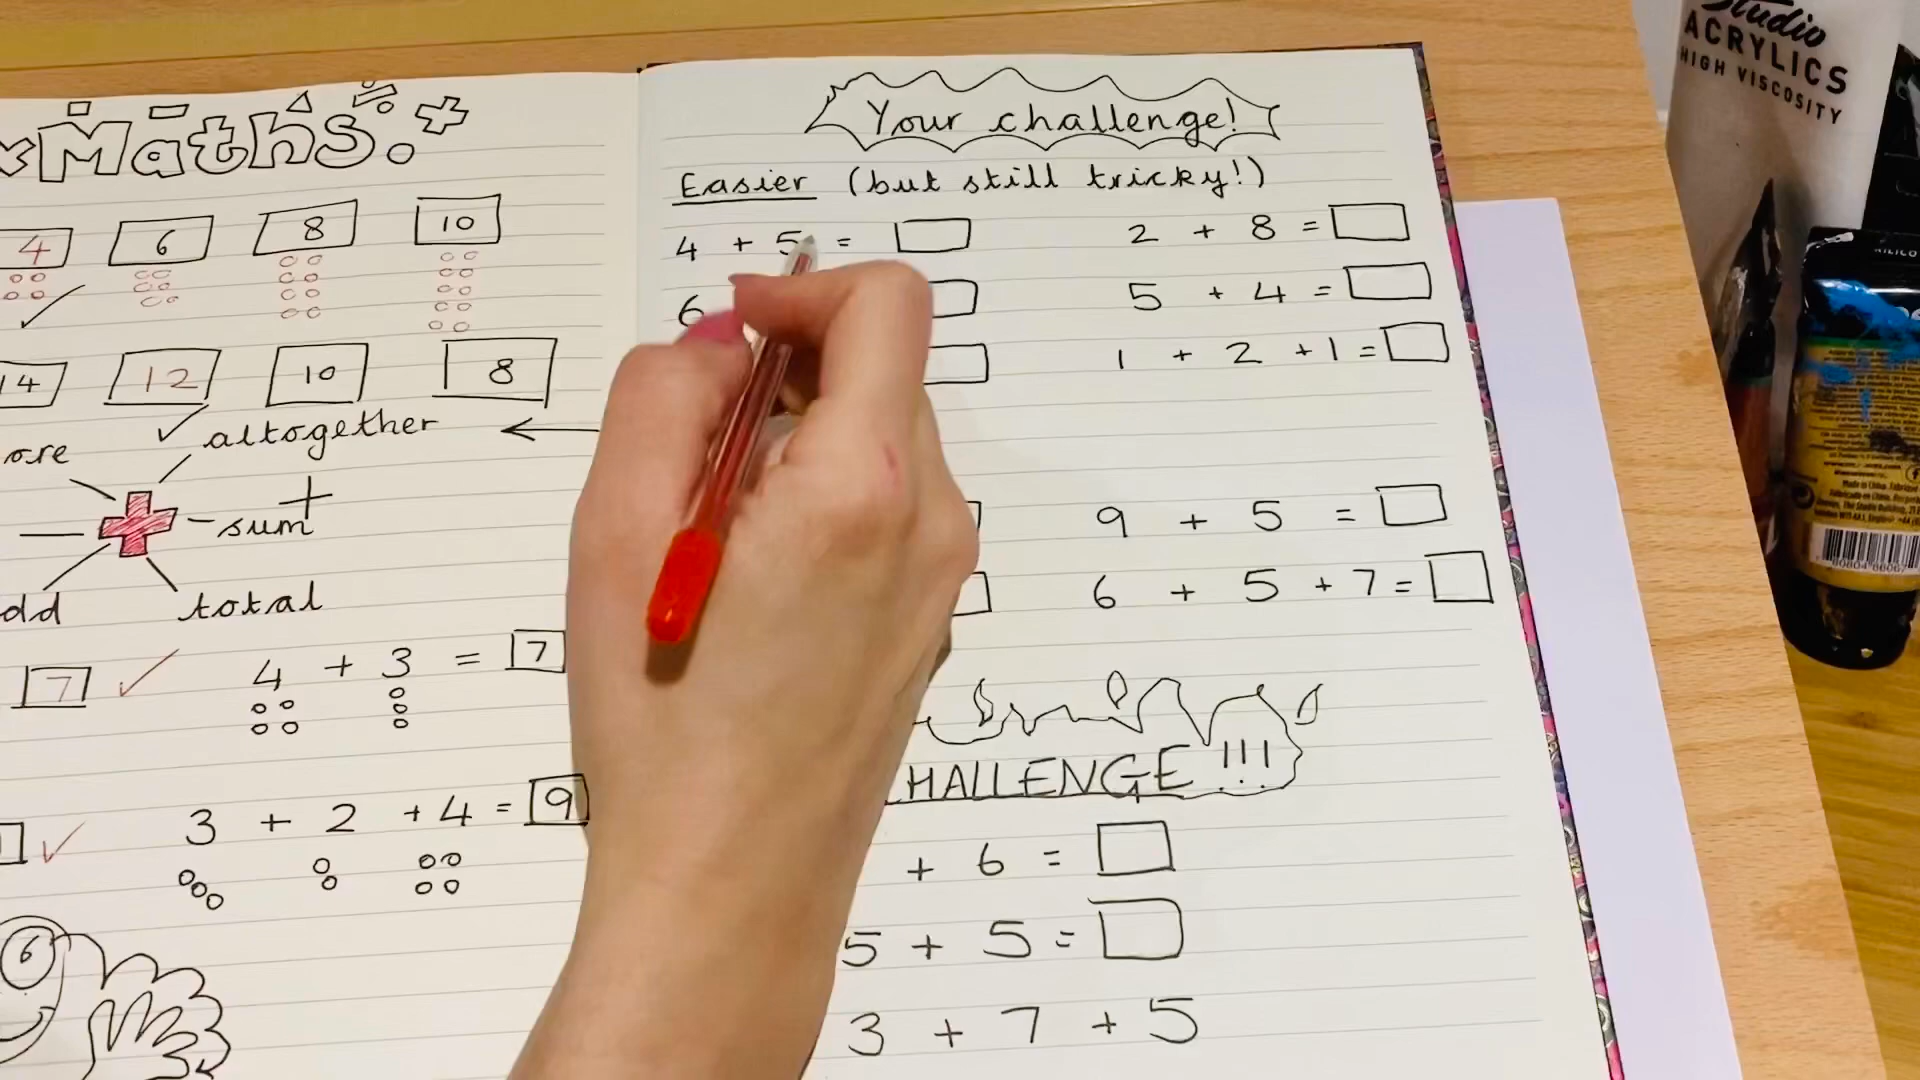 Maths.
4 6 8 10
14 12 10 8
altogether
sum
total
7
4 + 3 = 7
3 + 2 + 4 = 9
6
Your challenge!
Easier (but still tricky!)
4 + 5 =
2 + 8 =
6
5 + 4 =
1 + 2 + 1 =
9 + 5 =
6 + 5 + 7 =
HALLENGE!!!
+ 6 =
5 + 5 =
3 + 7 + 5
Studio
ACRYLICS
HIGH VISCOSITY